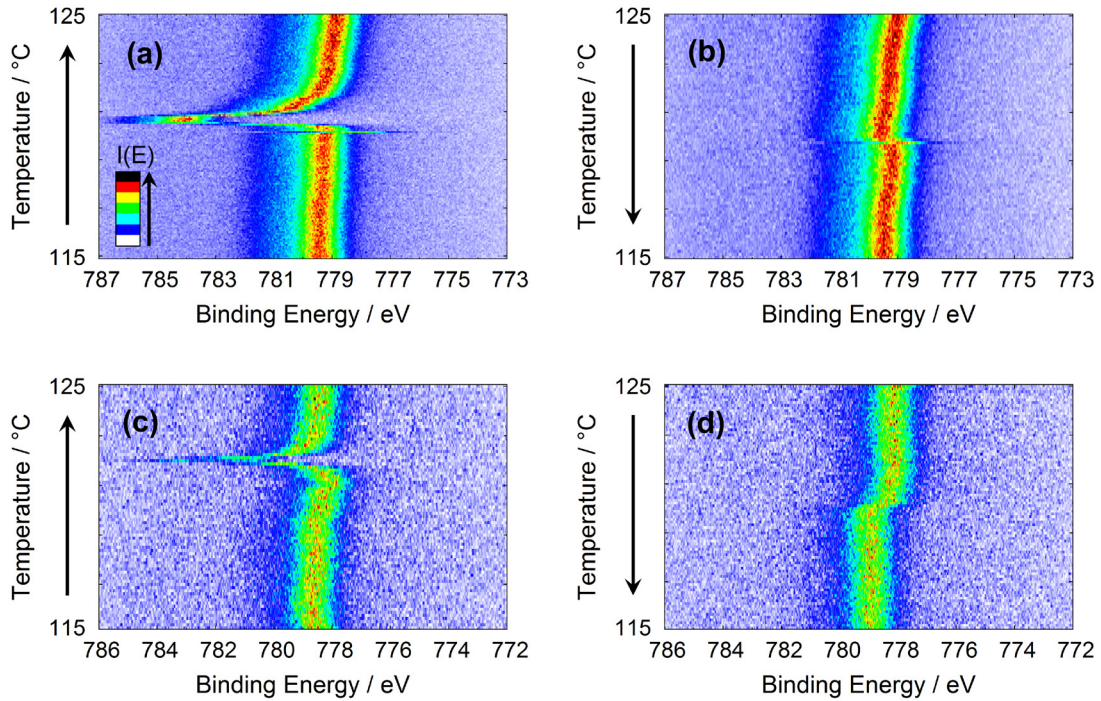 125
(a)
Temperature / °C
I(E)
115
787 785 783 781 779 777 775 773
Binding Energy / eV
125
(b)
Temperature / °C
115
787 785 783 781 779 777 775 773
Binding Energy / eV
125
(c)
Temperature / °C
115
786 784 782 780 778 776 774 772
Binding Energy / eV
125
(d)
Temperature / °C
115
786 784 782 780 778 776 774 772
Binding Energy / eV